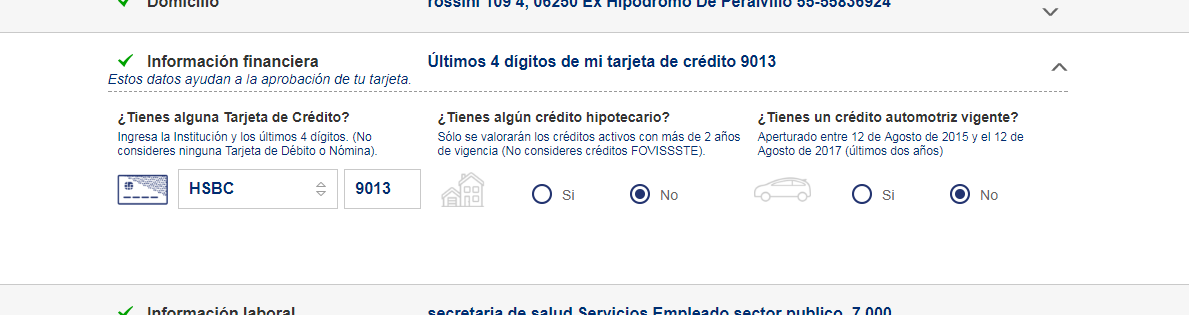 Domicilio rossini 109 4, 06250 Ex Hipódromo De Peralvillo 55-55836924
Información financiera Últimos 4 dígitos de mi tarjeta de crédito 9013
Estos datos ayudan a la aprobación de tu tarjeta.
¿Tienes alguna Tarjeta de Crédito?
Ingresa la Institución y los últimos 4 dígitos. (No
consideres ninguna Tarjeta de Débito o Nómina).
HSBC 9013
¿Tienes algún crédito hipotecario?
Sólo se valorarán los créditos activos con más de 2 años
de vigencia (No consideres créditos FOVISSSTE).
Si No
¿Tienes un crédito automotriz vigente?
Aperturado entre 12 de Agosto de 2015 y el 12 de
Agosto de 2017 (últimos dos años)
Si No
Información laboral secretaria de salud Servicios Empleado sector publico 7,000